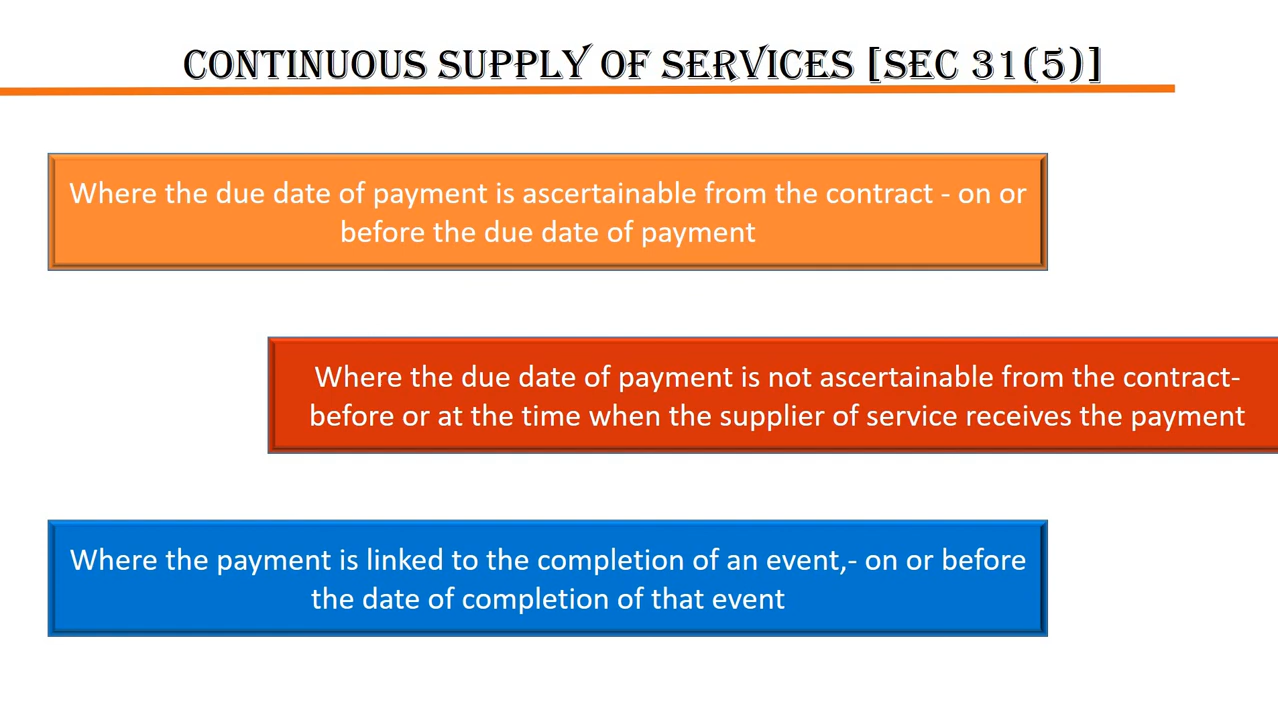 CONTINUOUS SUPPLY OF SERVICES [SEC 31(5)]
Where the due date of payment is ascertainable from the contract - on or
before the due date of payment
Where the due date of payment is not ascertainable from the contract-
before or at the time when the supplier of service receives the payment
Where the payment is linked to the completion of an event,- on or before
the date of completion of that event